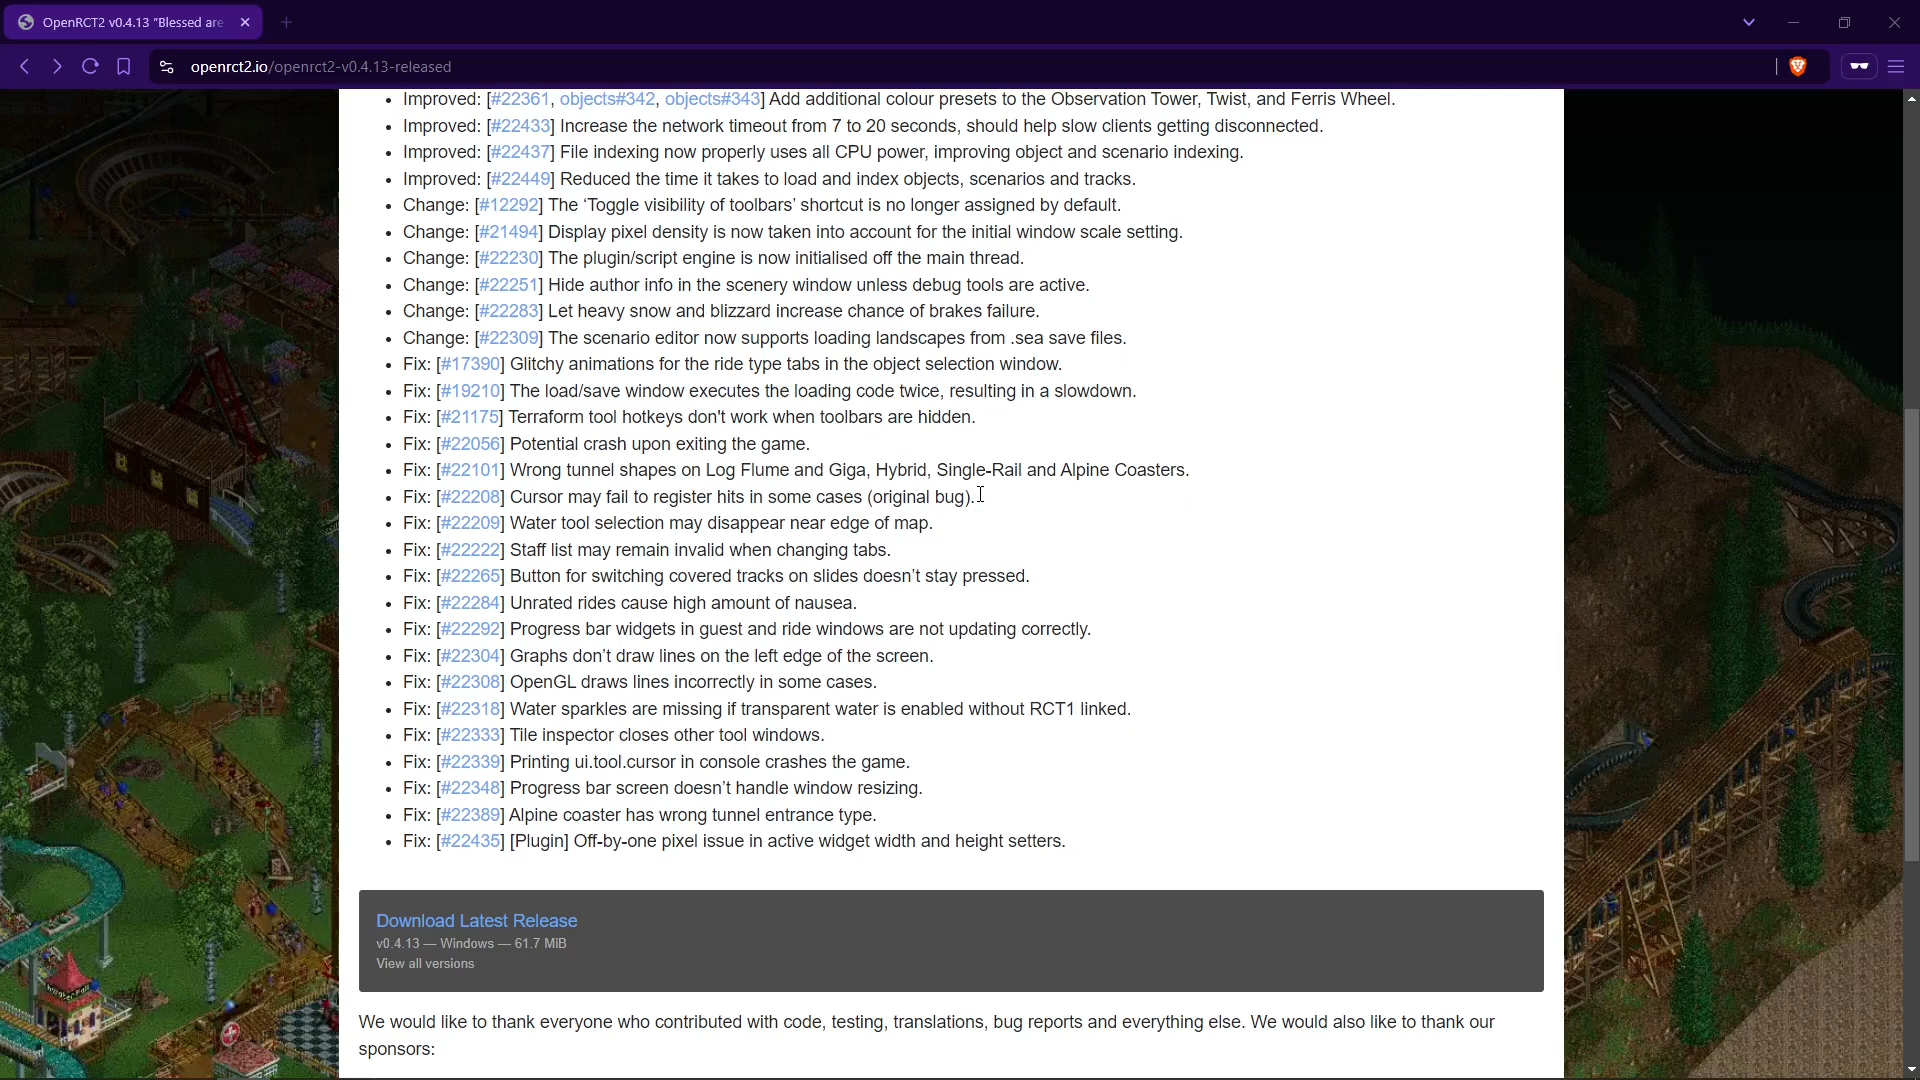 OpenRCT2 v0.4.13 "Blessed are
openrct2.io/openrct2-v0.4.13-released
• Improved: [#22361, objects#342, objects#343] Add additional colour presets to the Observation Tower, Twist, and Ferris Wheel.
• Improved: [#22433] Increase the network timeout from 7 to 20 seconds, should help slow clients getting disconnected.
• Improved: [#22437] File indexing now properly uses all CPU power, improving object and scenario indexing.
• Improved: [#22449] Reduced the time it takes to load and index objects, scenarios and tracks.
• Change: [#12292] The ‘Toggle visibility of toolbars’ shortcut is no longer assigned by default.
• Change: [#21494] Display pixel density is now taken into account for the initial window scale setting.
• Change: [#22230] The plugin/script engine is now initialised off the main thread.
• Change: [#22251] Hide author info in the scenery window unless debug tools are active.
• Change: [#22283] Let heavy snow and blizzard increase chance of brakes failure.
• Change: [#22309] The scenario editor now supports loading landscapes from .sea save files.
• Fix: [#17390] Glitchy animations for the ride type tabs in the object selection window.
• Fix: [#19210] The load/save window executes the loading code twice, resulting in a slowdown.
• Fix: [#21175] Terraform tool hotkeys don't work when toolbars are hidden.
• Fix: [#22056] Potential crash upon exiting the game.
• Fix: [#22101] Wrong tunnel shapes on Log Flume and Giga, Hybrid, Single-Rail and Alpine Coasters.
• Fix: [#22208] Cursor may fail to register hits in some cases (original bug).
• Fix: [#22209] Water tool selection may disappear near edge of map.
• Fix: [#22222] Staff list may remain invalid when changing tabs.
• Fix: [#22265] Button for switching covered tracks on slides doesn’t stay pressed.
• Fix: [#22284] Unrated rides cause high amount of nausea.
• Fix: [#22292] Progress bar widgets in guest and ride windows are not updating correctly.
• Fix: [#22304] Graphs don’t draw lines on the left edge of the screen.
• Fix: [#22308] OpenGL draws lines incorrectly in some cases.
• Fix: [#22318] Water sparkles are missing if transparent water is enabled without RCT1 linked.
• Fix: [#22333] Tile inspector closes other tool windows.
• Fix: [#22339] Printing ui.tool.cursor in console crashes the game.
• Fix: [#22348] Progress bar screen doesn’t handle window resizing.
• Fix: [#22389] Alpine coaster has wrong tunnel entrance type.
• Fix: [#22435] [Plugin] Off-by-one pixel issue in active widget width and height setters.
Download Latest Release
v0.4.13 — Windows — 61.7 MiB
View all versions
We would like to thank everyone who contributed with code, testing, translations, bug reports and everything else. We would also like to thank our
sponsors: